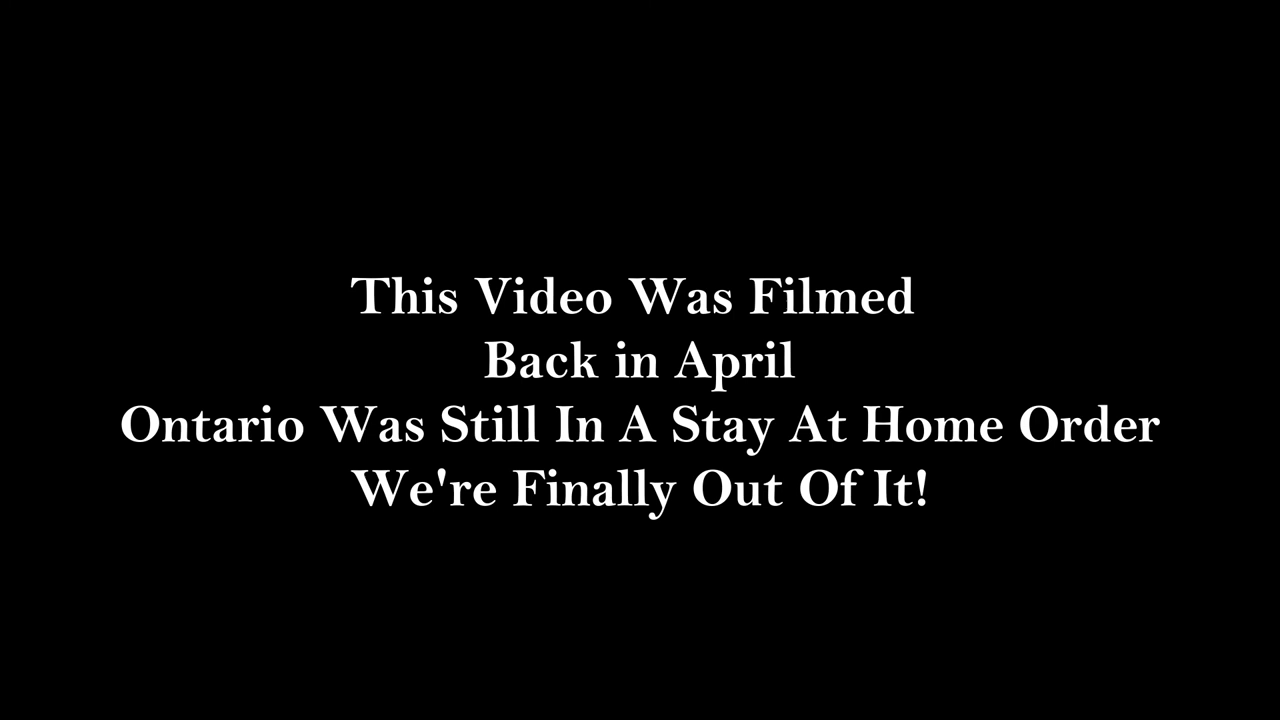 This Video Was Filmed
Back in April
Ontario Was Still In A Stay At Home Order
We're Finally Out Of It!